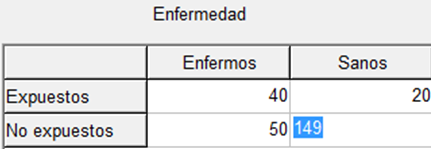 Enfermedad
Enfermos Sanos
Expuestos 40 20
No expuestos 50 149